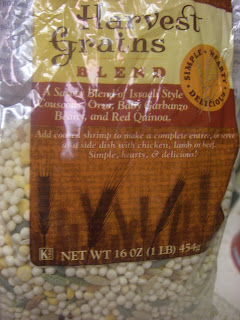 Harvest
Grains
BLEND
SIMPLE HEARTY
DELICIOUS
A Savory Blend of Israeli Style
Couscous, Orzo, Baby Garbanzo
Beans, and Red Quinoa.
Add cooked shrimp to make a complete entree, or serve
as a side dish with chicken, lamb or beef.
Simple, hearty, & delicious!
K
NET WT 16 OZ (1 LB) 454g